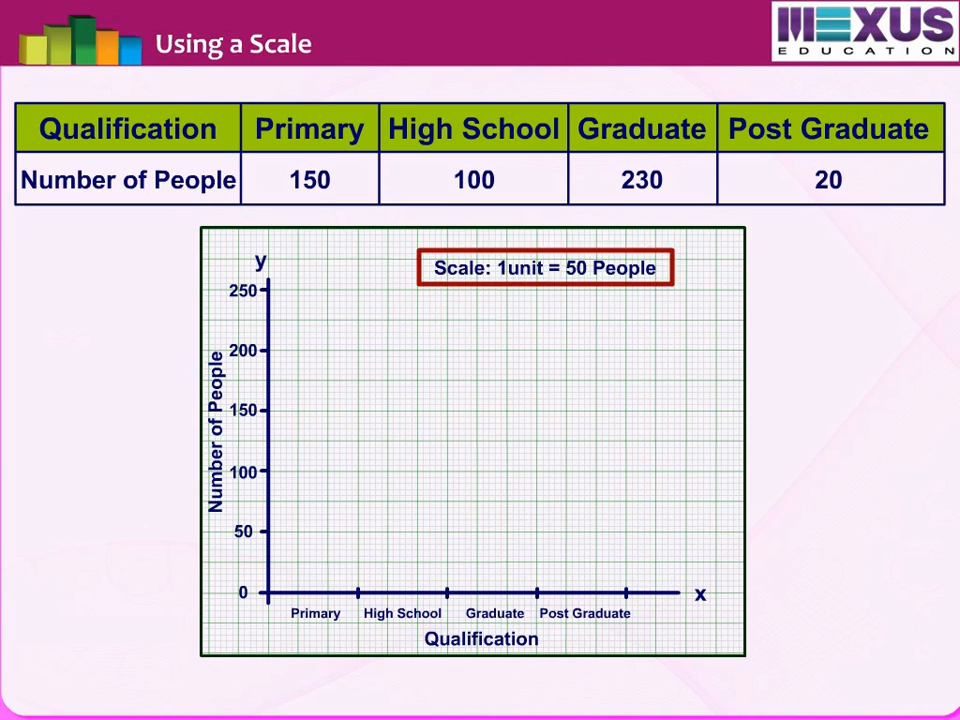 Using a Scale
MEXUS
EDUCATION
Qualification Primary High School Graduate Post Graduate
Number of People 150 100 230 20
y
Scale: 1unit = 50 People
250
200
150
100
50
0
Number of People
x
Primary High School Graduate Post Graduate
Qualification